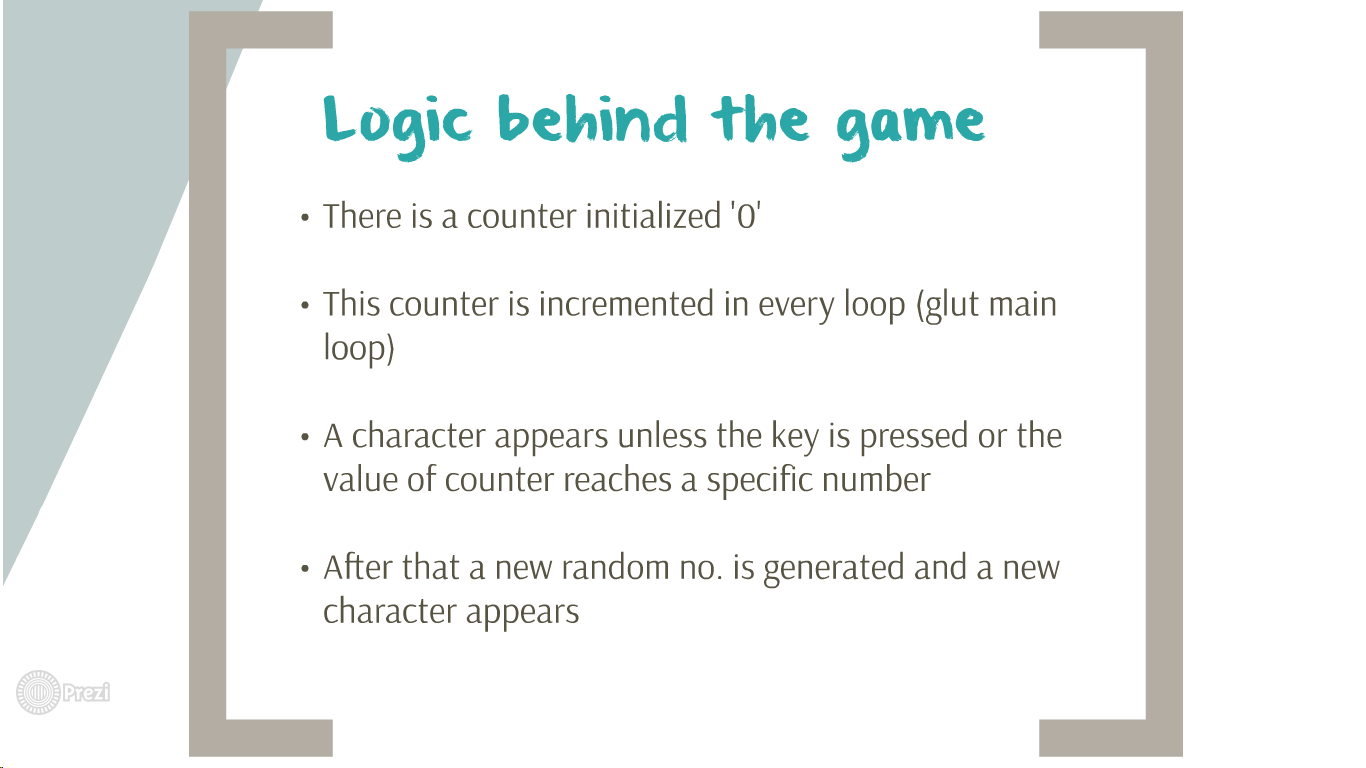 Logic behind the game
• There is a counter initialized '0'
• This counter is incremented in every loop (glut main
loop)
• A character appears unless the key is pressed or the
value of counter reaches a specific number
• After that a new random no. is generated and a new
character appears
Prezi